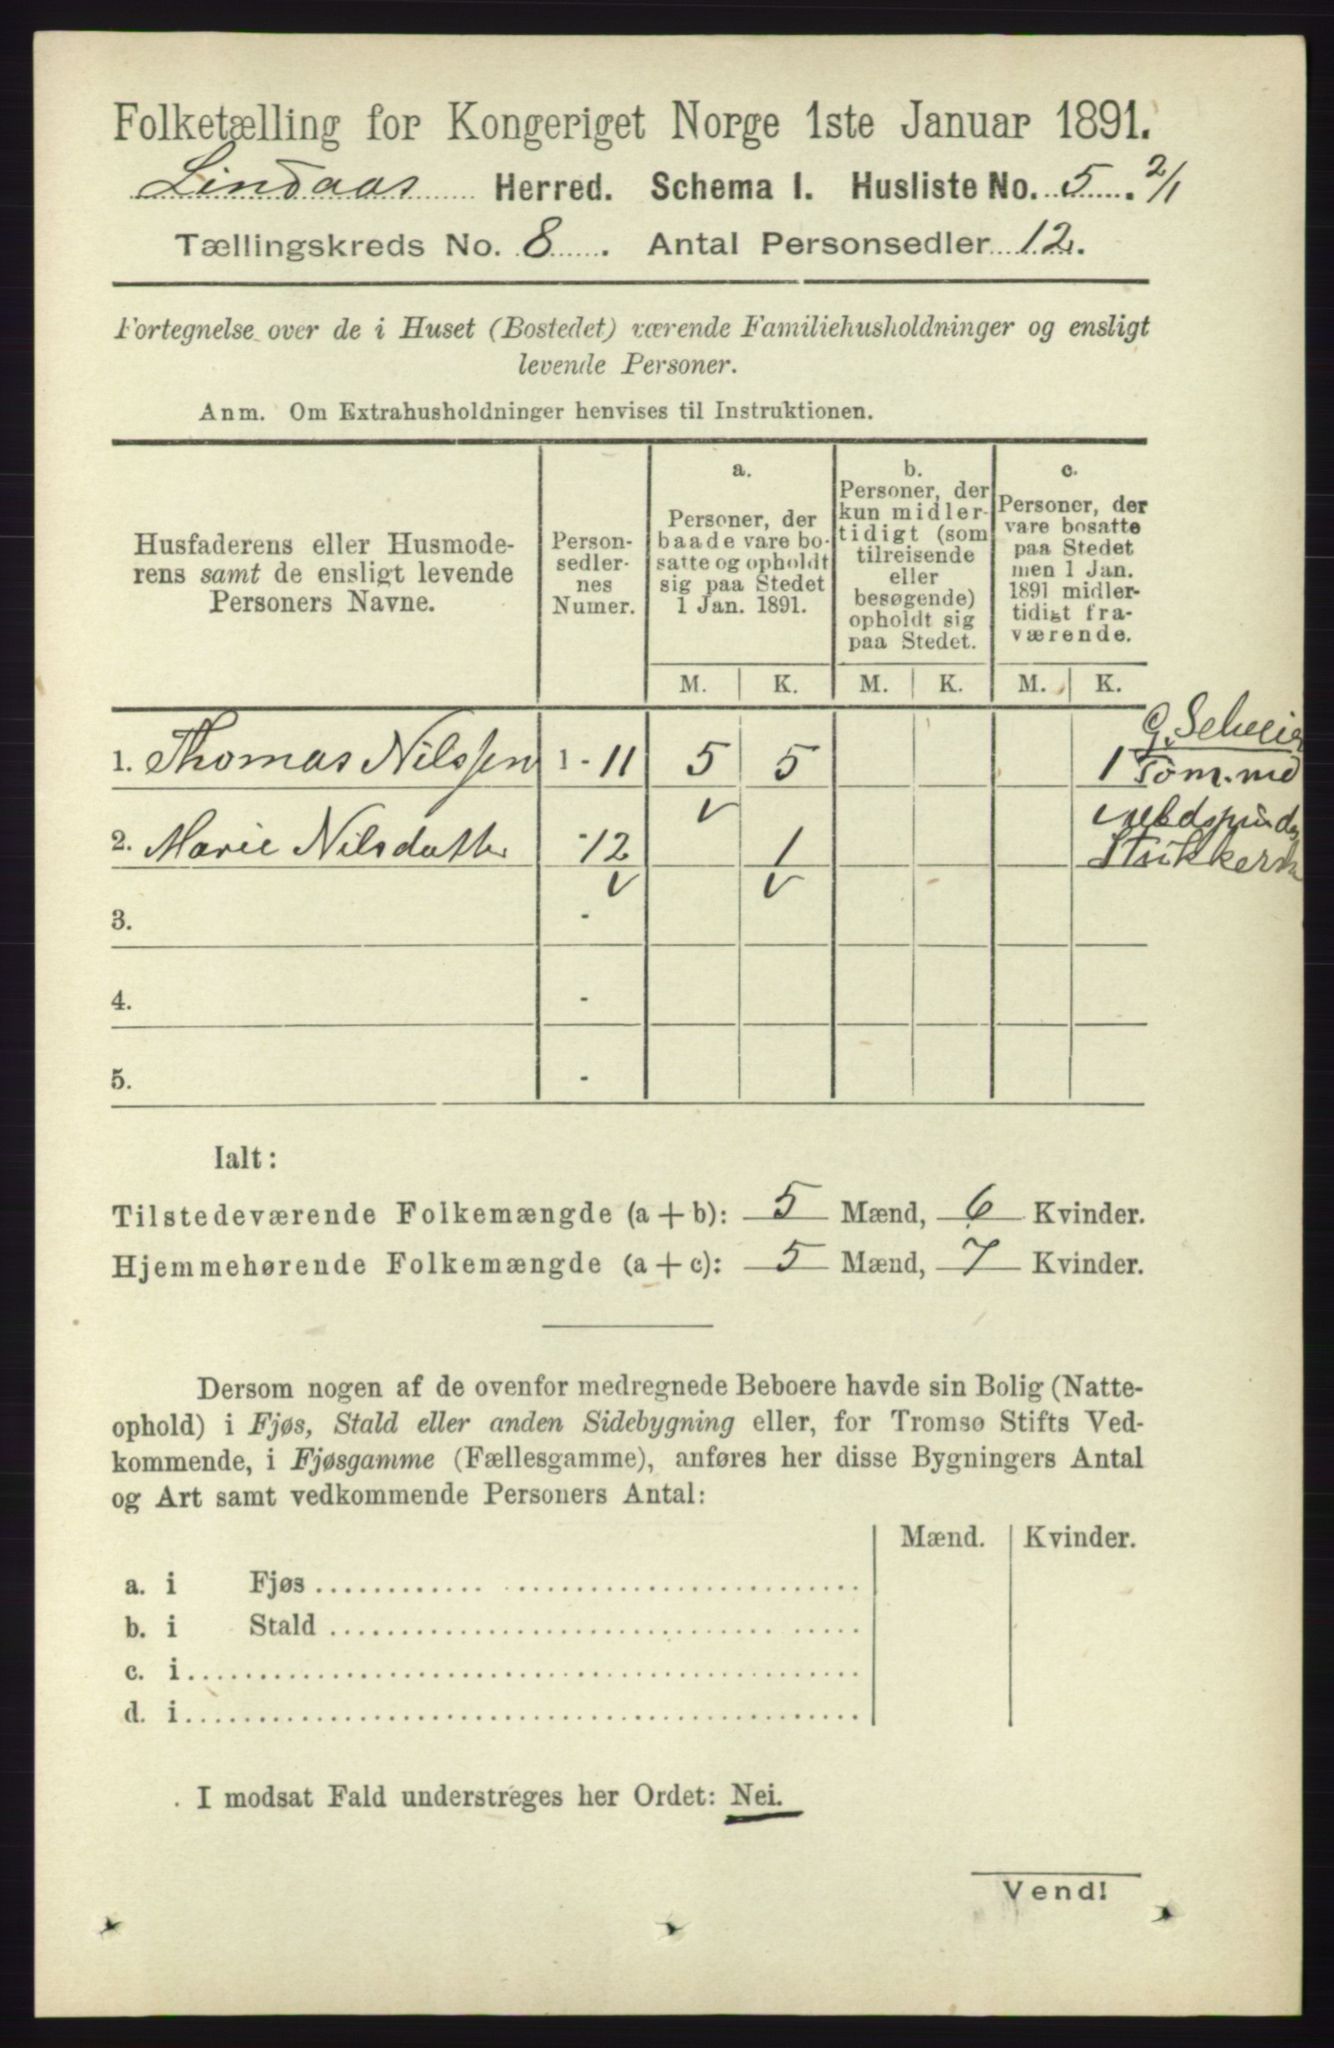 Folketælling for Kongeriget Norge 1ste Januar 1891.
Lindaas Herred. Schema I. Husliste No. 5. 2/1
Tællingskreds No. 8. Antal Personsedler 12.
Fortegnelse over de i Huset (Bostedet) værende Familiehusholdninger og ensligt
levende Personer.
Anm. Om Extrahusholdninger henvises til Instruktionen.
Husfaderens eller Husmode-
rens samt de ensligt levende
Personers Navne.
Person-
sedler-
nes
Numer.
a.
Personer, der
baade vare bo-
satte og opholdt
sig paa Stedet
1 Jan. 1891.
b.
Personer, der
kun midler-
tidigt (som
tilreisende
eller
besøgende)
opholdt sig
paa Stedet.
c.
Personer, der
vare bosatte
paa Stedet
men 1 Jan.
1891 midler-
tidigt fra-
værende.
M. K. M. K. M. K.
1. Thomas Nilssen 1 - 11 5 5 1
2. Marie Nilsdatter - 12 1
3. -
4. -
5. -
Ialt:
Tilstedeværende Folkemængde (a + b): 5 Mænd, 6 Kvinder.
Hjemmehørende Folkemængde (a + c): 5 Mænd, 7 Kvinder.
Dersom nogen af de ovenfor medregnede Beboere havde sin Bolig (Natte-
ophold) i Fjøs, Stald eller anden Sidebygning eller, for Tromsø Stifts Ved-
kommende, i Fjøsgamme (Fællesgamme), anføres her disse Bygningers Antal
og Art samt vedkommende Personers Antal:
Mænd. Kvinder.
a. i Fjøs
b. i Stald
c. i
d. i
I modsat Fald understreges her Ordet: Nei.
Vend!